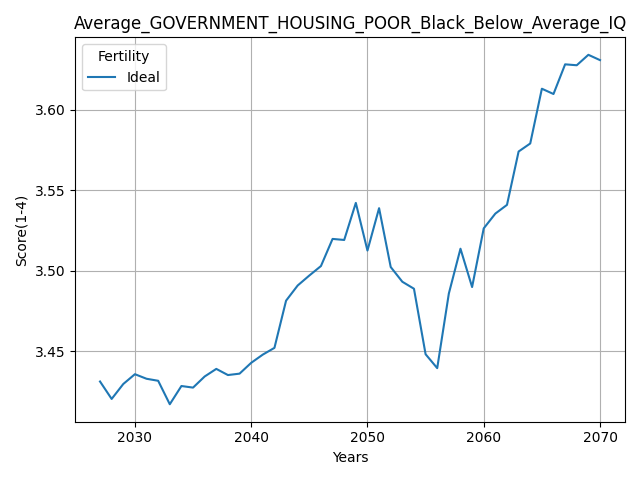 Average_GOVERNMENT_HOUSING_POOR_Black_Below_Average_IQ
Fertility
Ideal
3.60
3.55
3.50
3.45
Score(1-4)
2030 2040 2050 2060 2070
Years